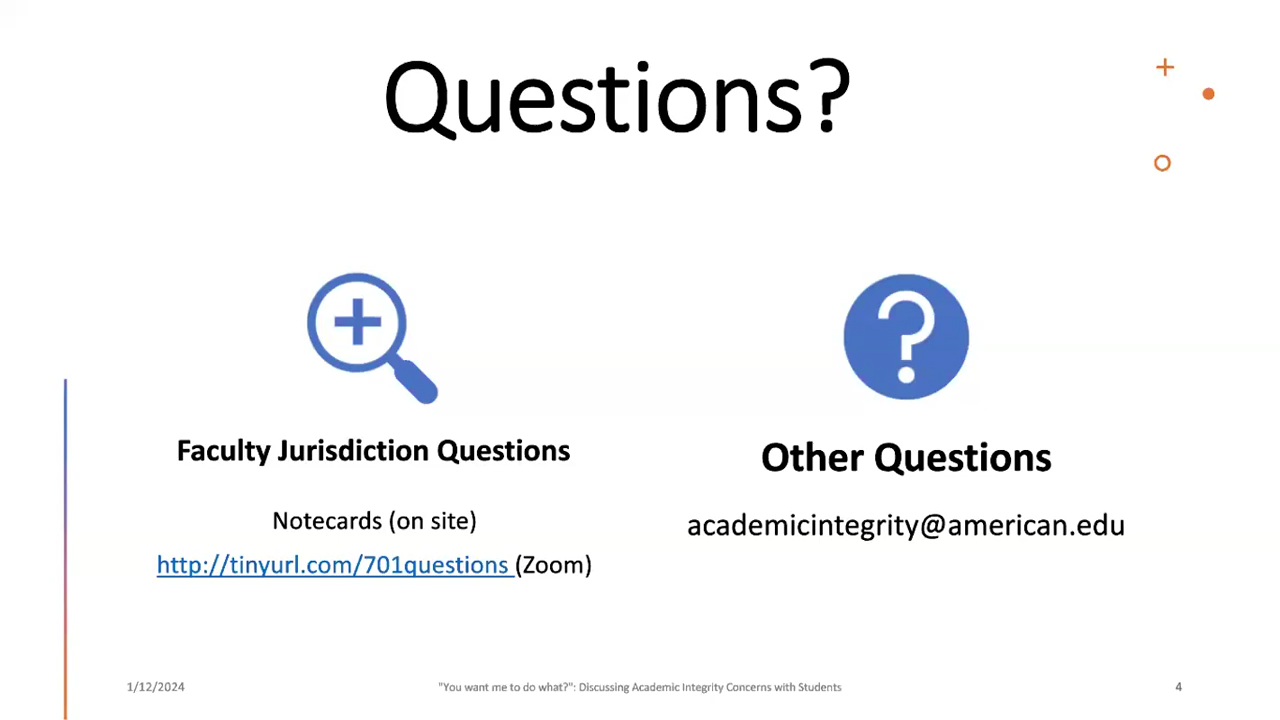 Questions?
Faculty Jurisdiction Questions
Notecards (on site)
http://tinyurl.com/701questions (Zoom)
Other Questions
academicintegrity@american.edu
1/12/2024
"You want me to do what?": Discussing Academic Integrity Concerns with Students
4